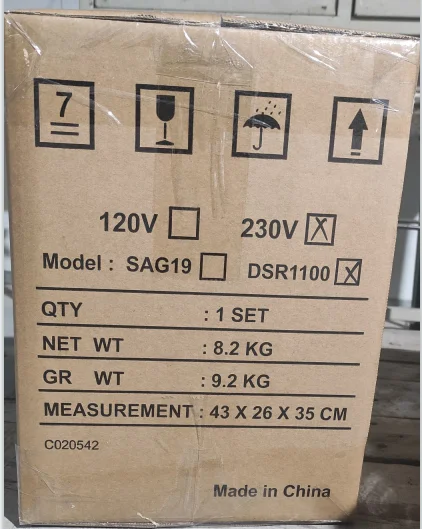 7
120V 230V X
Model : SAG19 DSR1100 X
QTY : 1 SET
NET WT : 8.2 KG
GR WT : 9.2 KG
MEASUREMENT : 43 X 26 X 35 CM
C020542
Made in China